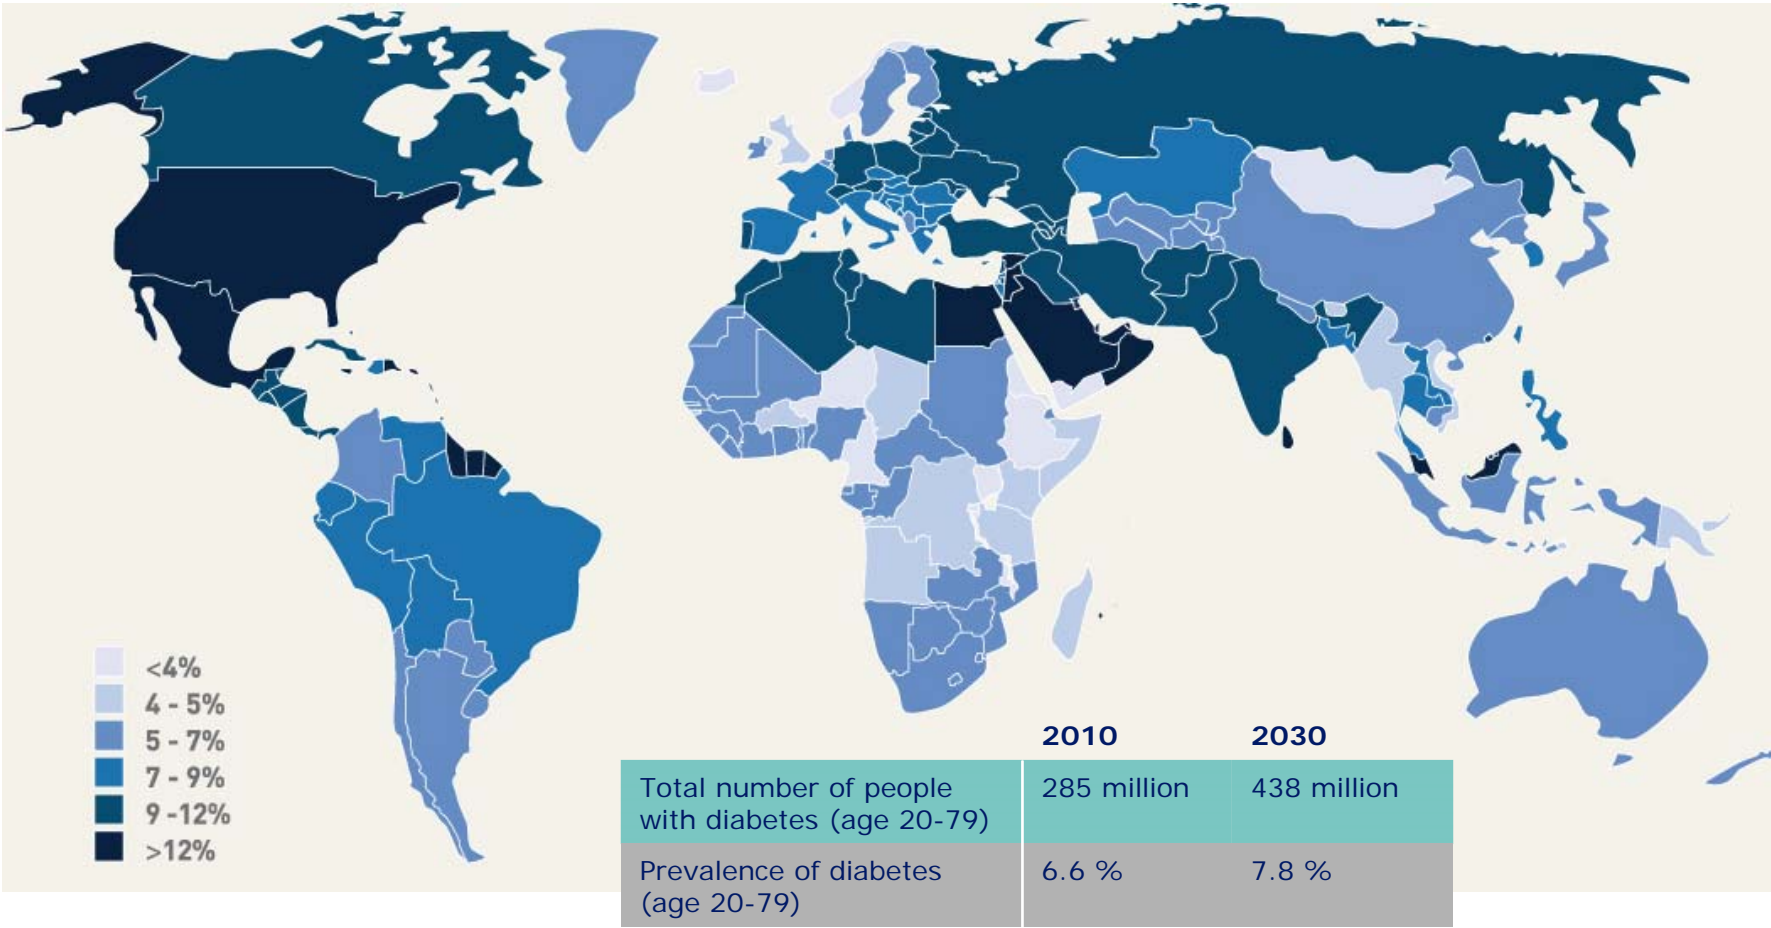 <4%
4 - 5%
5 - 7%
7 - 9%
9 -12%
>12%
2010 2030
Total number of people 285 million 438 million
with diabetes (age 20-79)
Prevalence of diabetes 6.6 % 7.8 %
(age 20-79)